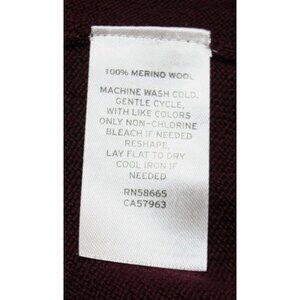 100% MERINO WOOL
MACHINE WASH COLD,
GENTLE CYCLE,
WITH LIKE COLORS
ONLY NON-CHLORINE
BLEACH IF NEEDED
RESHAPE,
LAY FLAT TO DRY
COOL IRON IF
NEEDED
RN58665
CA57963